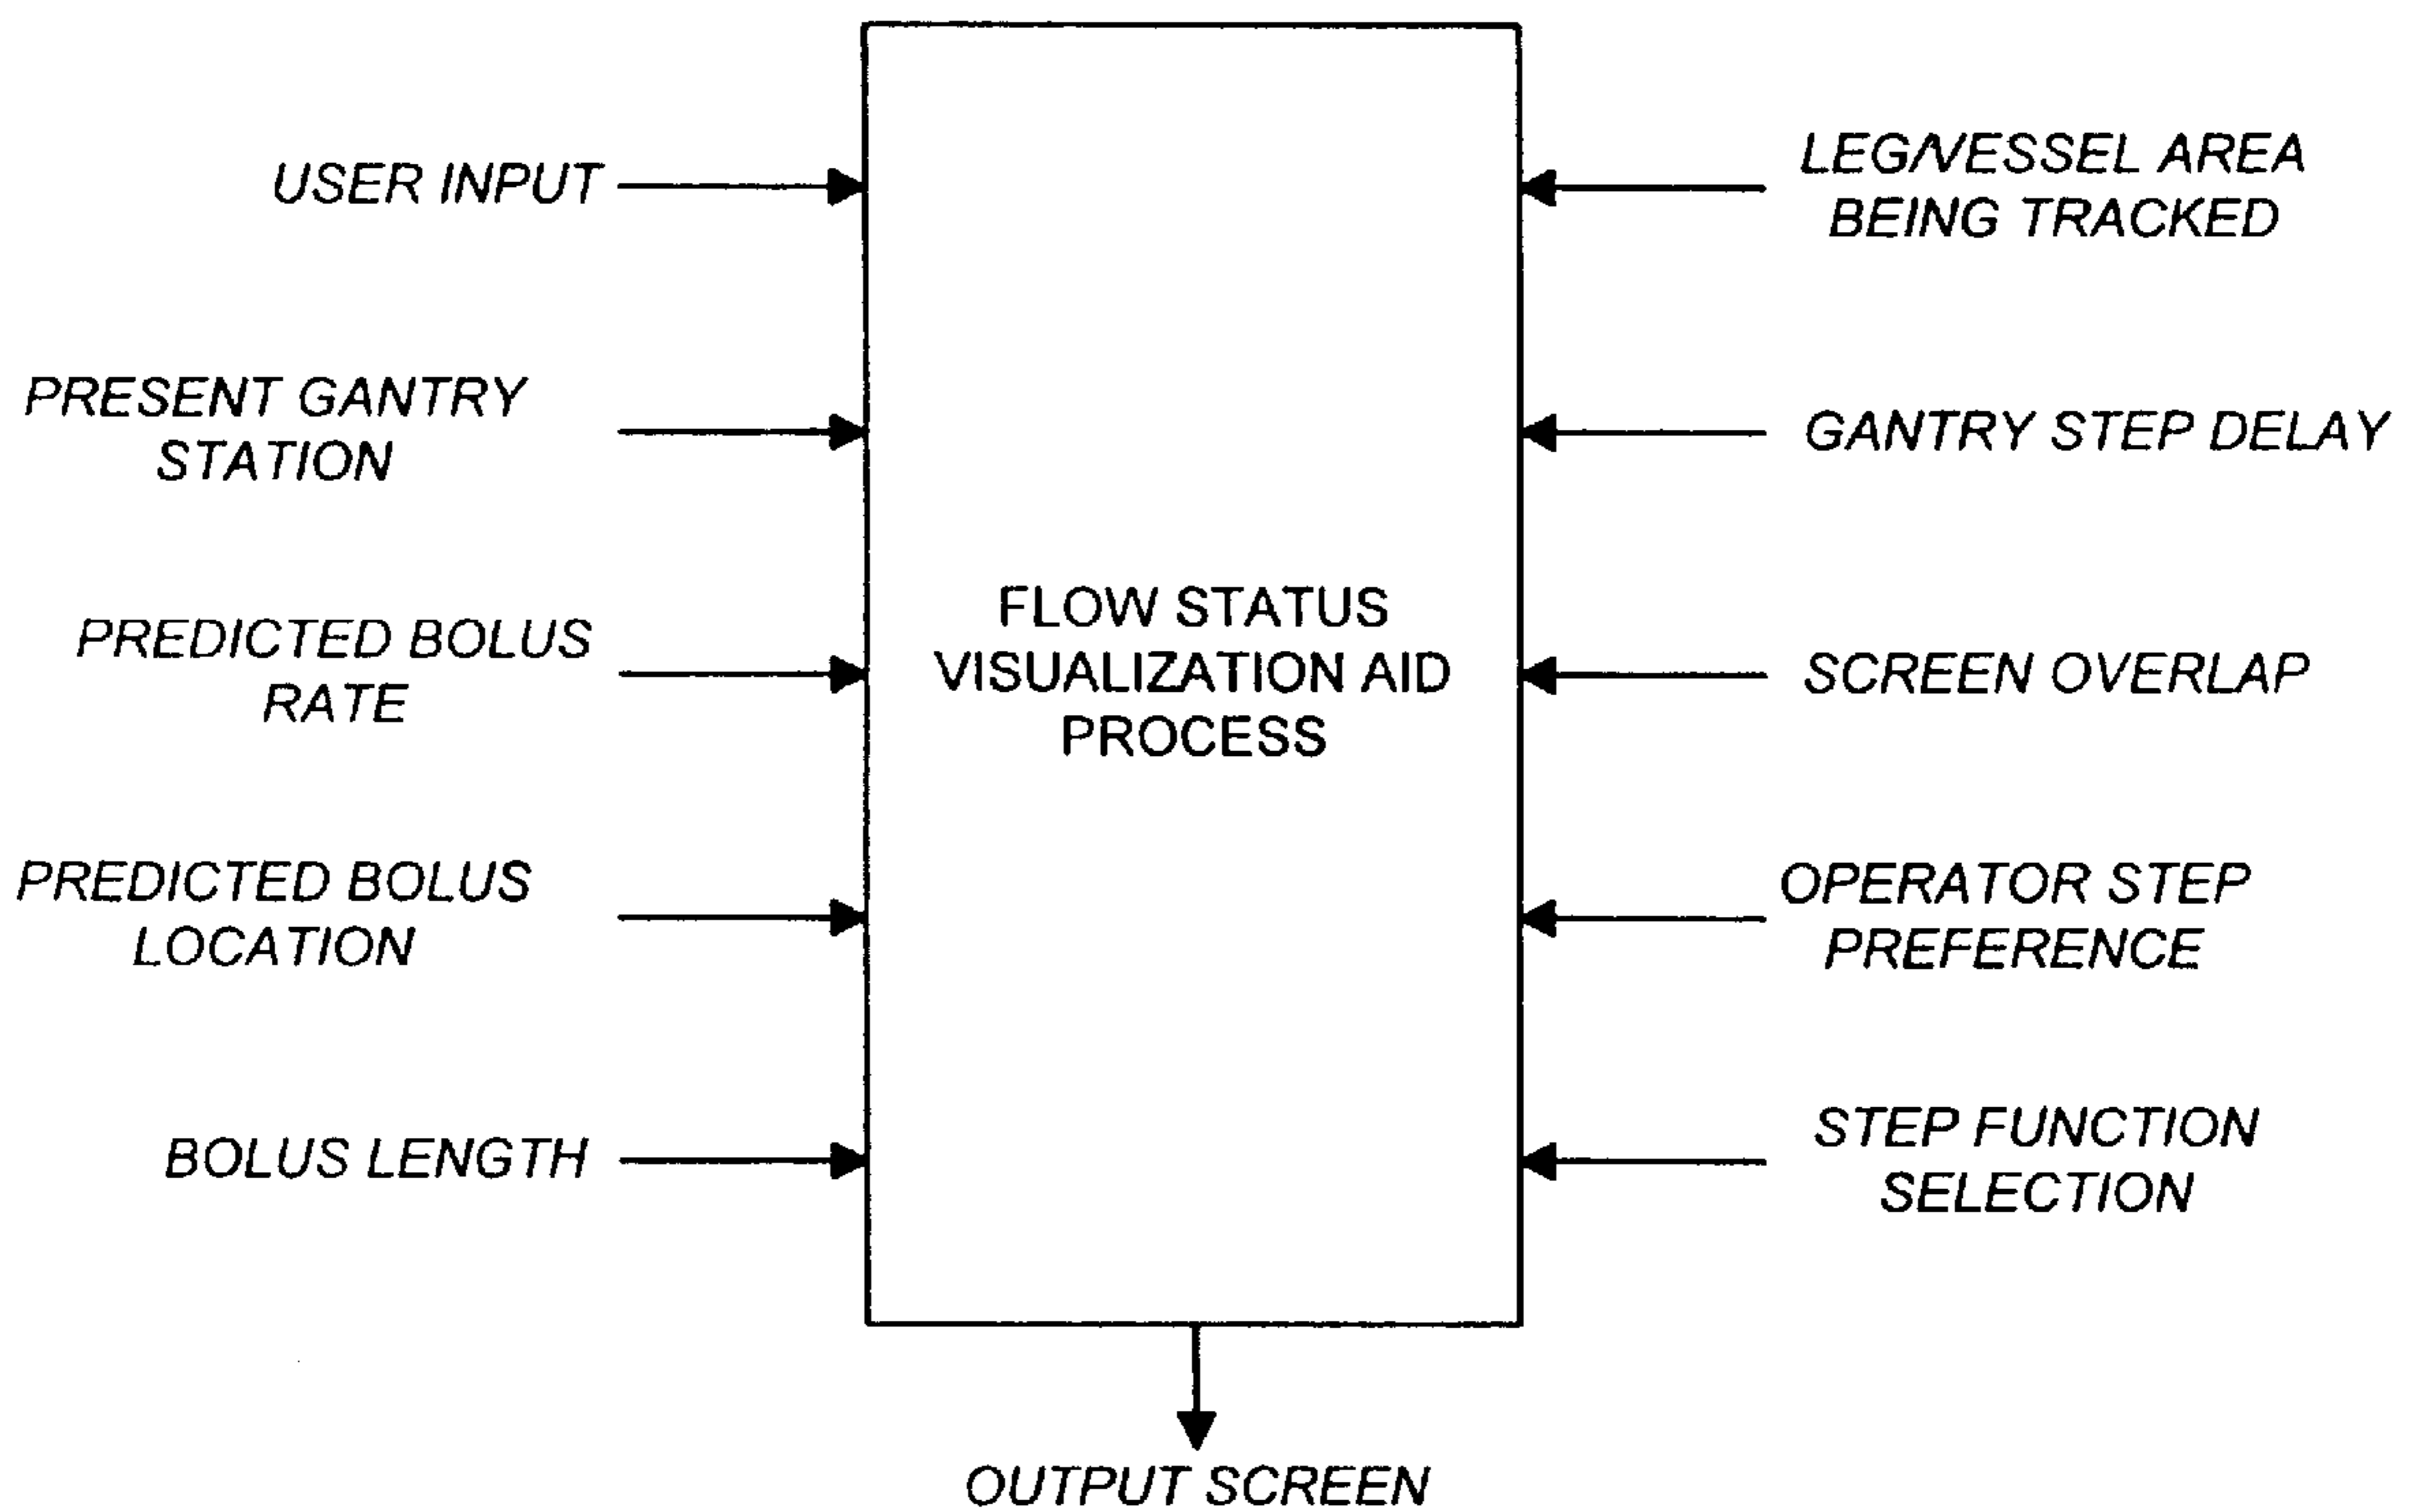 USER INPUT
PRESENT GANTRY
STATION
PREDICTED BOLUS
RATE
PREDICTED BOLUS
LOCATION
BOLUS LENGTH
FLOW STATUS
VISUALIZATION AID
PROCESS
LEG/VESSEL AREA
BEING TRACKED
GANTRY STEP DELAY
SCREEN OVERLAP
OPERATOR STEP
PREFERENCE
STEP FUNCTION
SELECTION
OUTPUT SCREEN